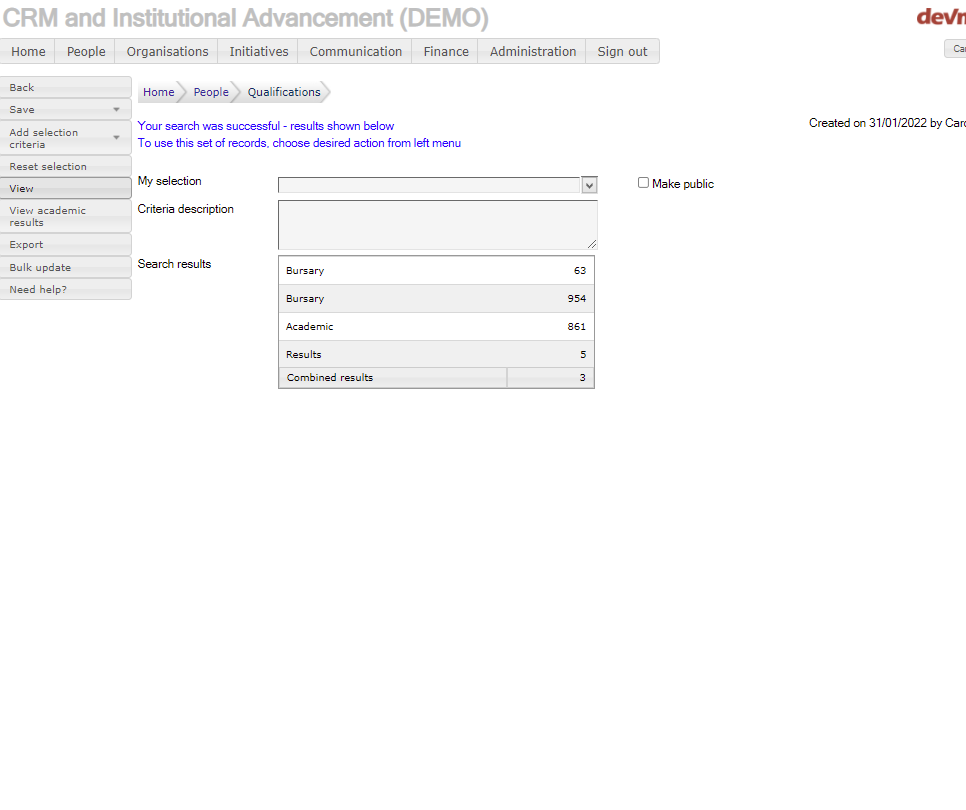 CRM and Institutional Advancement (DEMO)
Home People Organisations Initiatives Communication Finance Administration Sign out
Back
Save
Add selection
criteria
Reset selection
View
View academic
results
Export
Bulk update
Need help?
Home People Qualifications
Your search was successful - results shown below
To use this set of records, choose desired action from left menu
Created on 31/01/2022 by
My selection
Make public
Criteria description
Search results
Bursary 63
Bursary 954
Academic 861
Results 5
Combined results 3